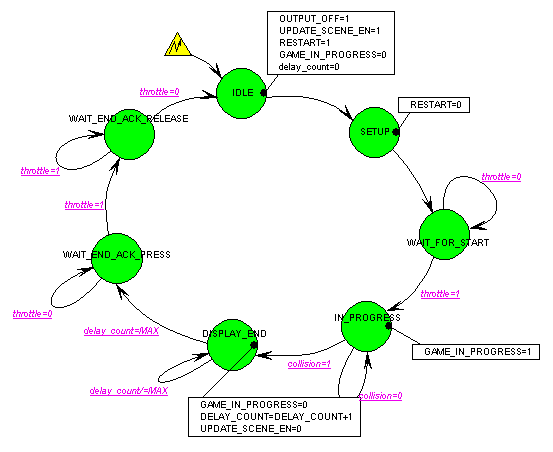 OUTPUT_OFF=1
UPDATE_SCENE_EN=1
RESTART=1
GAME_IN_PROGRESS=0
delay_count=0
IDLE
throttle=0
RESTART=0
WAIT_END_ACK_RELEASE
SETUP
throttle=1
throttle=0
throttle=1
WAIT_FOR_START
WAIT_END_ACK_PRESS
throttle=1
throttle=0
IN_PROGRESS
delay_count=MAX
DISPLAY_END
GAME_IN_PROGRESS=1
collision=1
delay_count/=MAX
collision=0
GAME_IN_PROGRESS=0
DELAY_COUNT=DELAY_COUNT+1
UPDATE_SCENE_EN=0